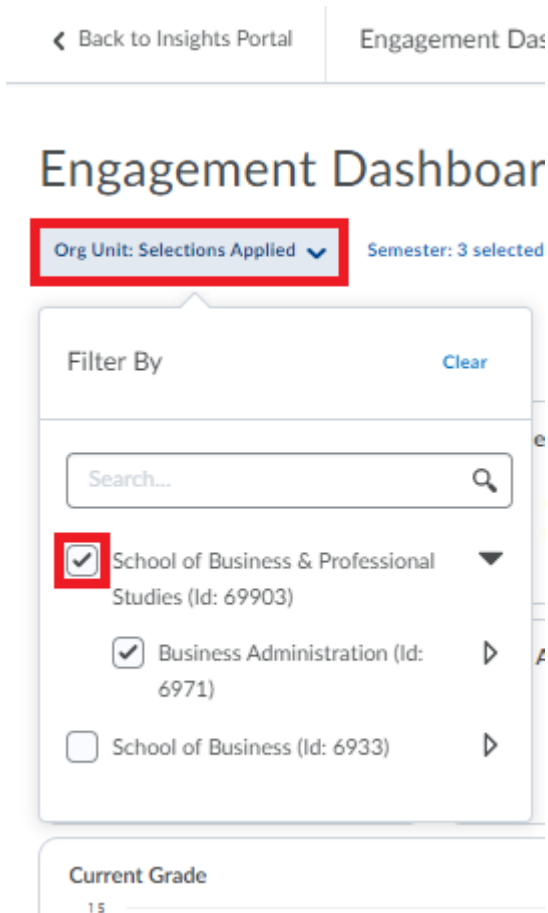 Back to Insights Portal
Engagement Das
Engagement Dashboar
Org Unit: Selections Applied
Semester: 3 selected
Filter By
Clear
Search...
School of Business & Professional
Studies (Id: 69903)
Business Administration (Id:
6971)
School of Business (Id: 6933)
Current Grade
15